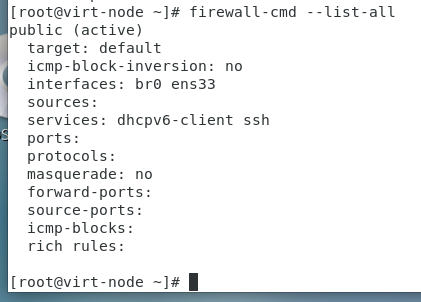 [root@virt-node ~]# firewall-cmd --list-all
public (active)
  target: default
  icmp-block-inversion: no
  interfaces: br0 ens33
  sources:
  services: dhcpv6-client ssh
  ports:
  protocols:
  masquerade: no
  forward-ports:
  source-ports:
  icmp-blocks:
  rich rules:

[root@virt-node ~]#